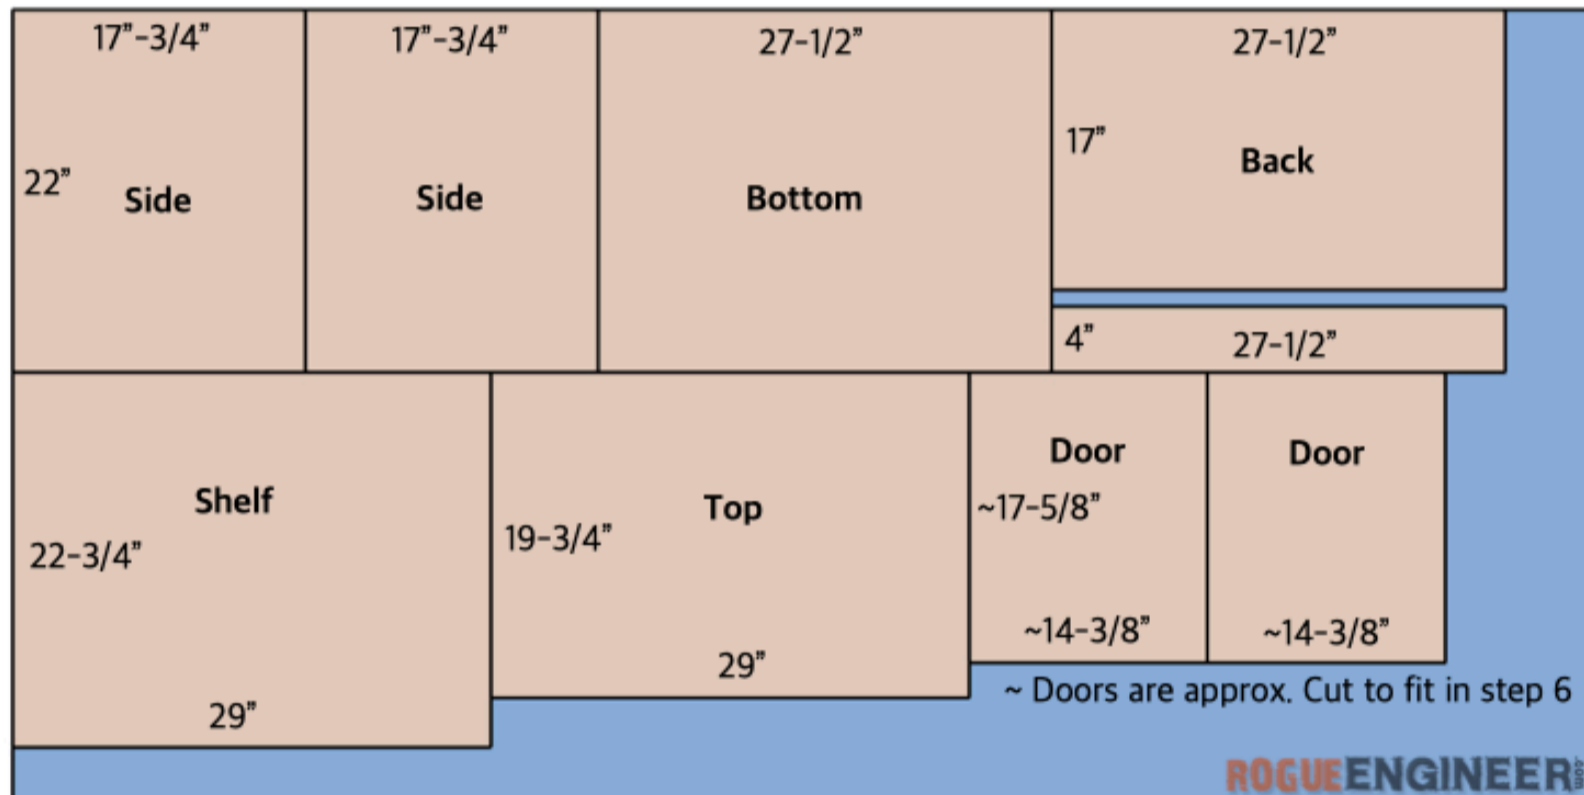 17”-3/4”
17”-3/4”
27-1/2”
27-1/2”
22”
Side
Side
Bottom
17”
Back
4”
27-1/2”
Shelf
22-3/4”
29”
19-3/4”
Top
29”
Door
~17-5/8”
~14-3/8”
Door
~14-3/8”
~ Doors are approx. Cut to fit in step 6
ROGUEENGINEER.com